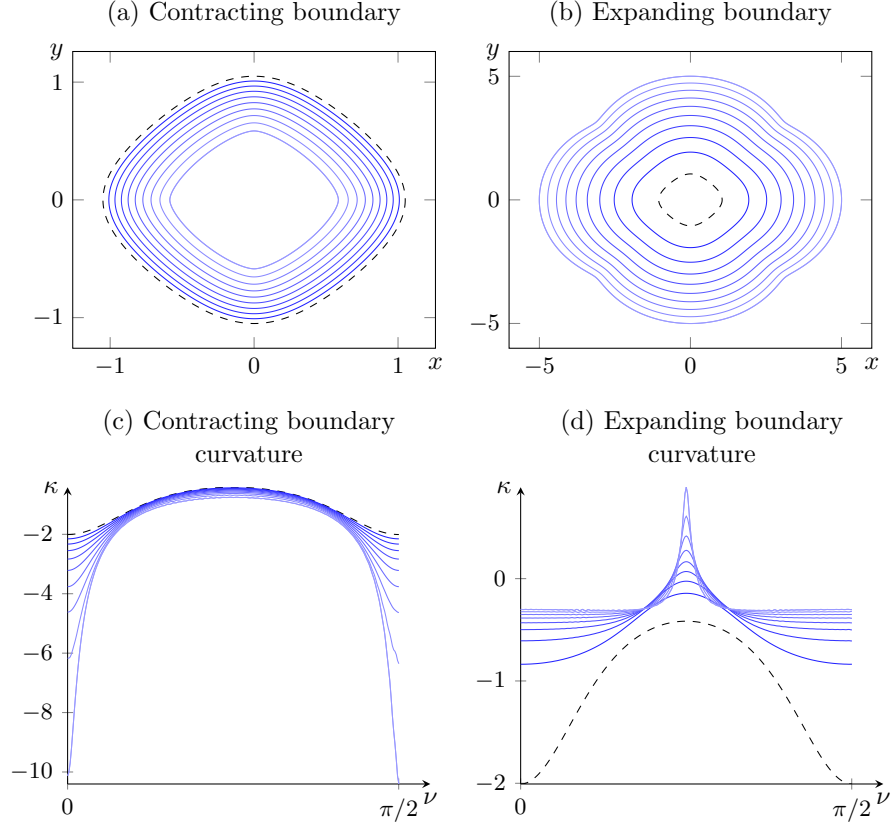 (a) Contracting boundary
y
1
0
−1
−1
0
1
x
(b) Expanding boundary
y
5
0
−5
−5
0
5
x
(c) Contracting boundary
curvature
κ
−2
−4
−6
−8
−10
0
π/2
ν
(d) Expanding boundary
curvature
κ
0
−1
−2
0
π/2
ν